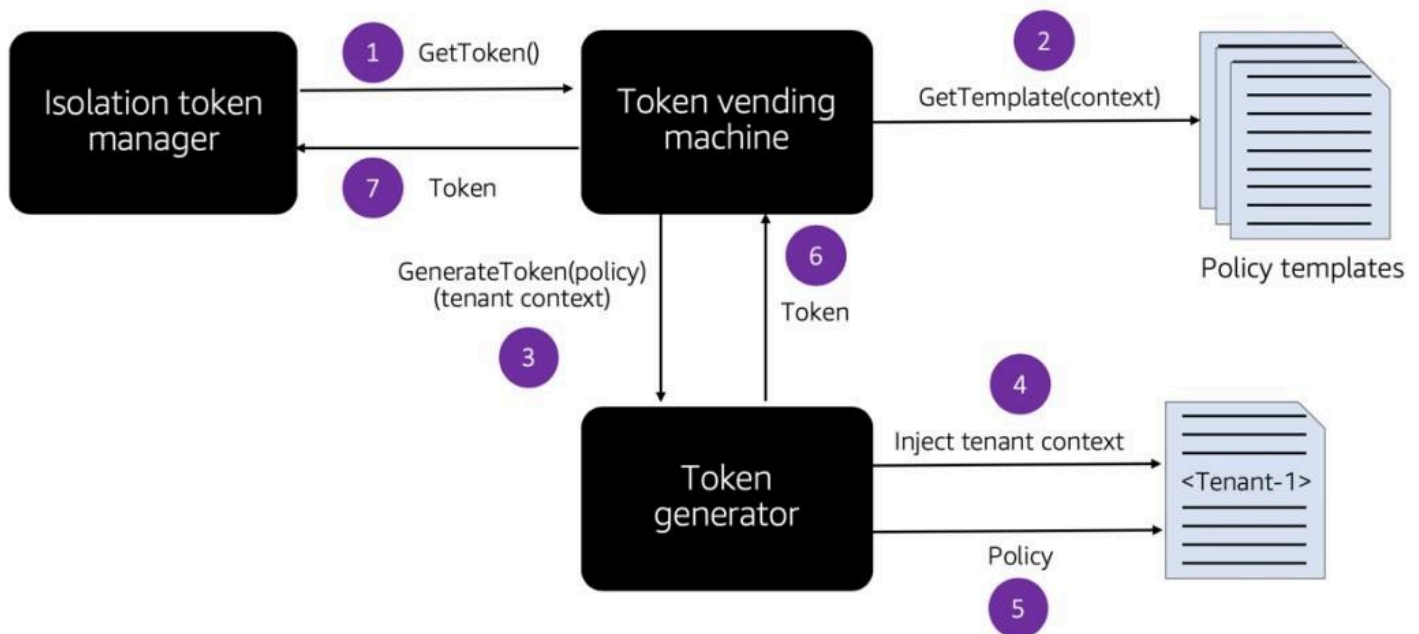 1
GetToken()
2
GetTemplate(context)
Isolation token
manager
Token vending
machine
7
Token
Policy templates
GenerateToken(policy)
(tenant context)
3
6
Token
4
Inject tenant context
<Tenant-1>
Token
generator
Policy
5